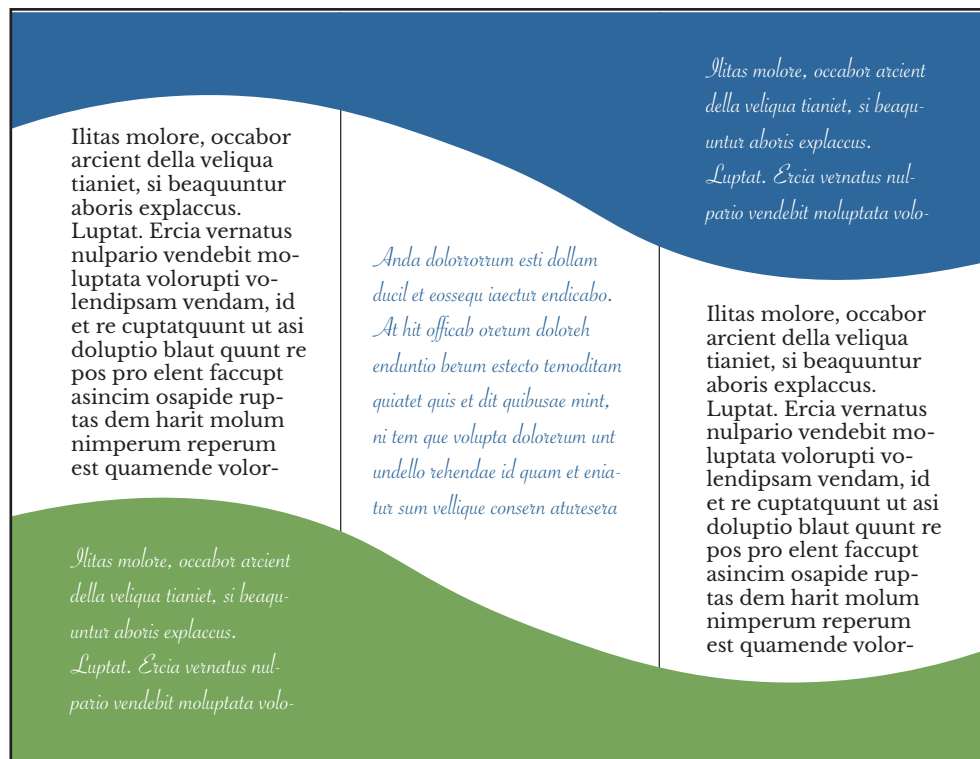 Ilitas molore, occabor
arcient della veliqua
tianiet, si beaquuntur
aboris explaccus.
Luptat. Ercia vernatus
nulpario vendebit mo-
luptata volorupti vo-
lendipsam vendam, id
et re cuptatquunt ut asi
doluptio blaut quunt re
pos pro elent faccupt
asincim osapide rup-
tas dem harit molum
nimperum reperum
est quamende volor-
Ilitas molore, occabor arcient
della veliqua tianiet, si beaqu-
untur aboris explaccus.
Luptat. Ercia vernatus nul-
pario vendebit moluptata volo-
Anda dolorrorrum esti dollam
ducil et eossequ iaectur endicabo.
At hit officab orerum doloreh
enduntio berum estecto temoditam
quiatet quis et dit quibusae mint,
ni tem que volupta dolorerum unt
undello rehendae id quam et enia-
tur sum vellique consern aturesera
Ilitas molore, occabor arcient
della veliqua tianiet, si beaqu-
untur aboris explaccus.
Luptat. Ercia vernatus nul-
pario vendebit moluptata volo-
Ilitas molore, occabor
arcient della veliqua
tianiet, si beaquuntur
aboris explaccus.
Luptat. Ercia vernatus
nulpario vendebit mo-
luptata volorupti vo-
lendipsam vendam, id
et re cuptatquunt ut asi
doluptio blaut quunt re
pos pro elent faccupt
asincim osapide rup-
tas dem harit molum
nimperum reperum
est quamende volor-